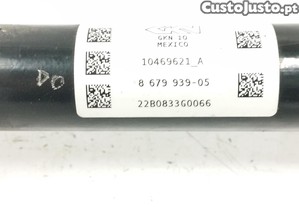 CustoJusto.pt
GKN 10
MEXICO
10469621_A
8 679 939-05
22B083360066
DO